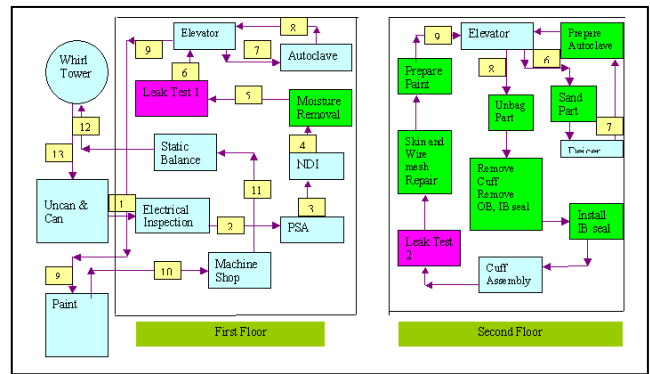 Whirl
Tower
12
13
Uncan &
Can
1
9
Paint
9
Elevator
8
7
Autoclave
6
Leak Test 1
5
Moisture
Removal
4
Static
Balance
NDI
11
3
Electrical
Inspection
2
PSA
10
Machine
Shop
First Floor
9
Elevator
Prepare
Autoclave
8
6
Prepare
Paint
Unbag
Part
Sand
Part
7
Deicer
Skin and
Wire
mesh
Repair
Remove
Cuff
Remove
OB, IB seal
Install
IB seal
Leak Test
2
Cuff
Assembly
Second Floor